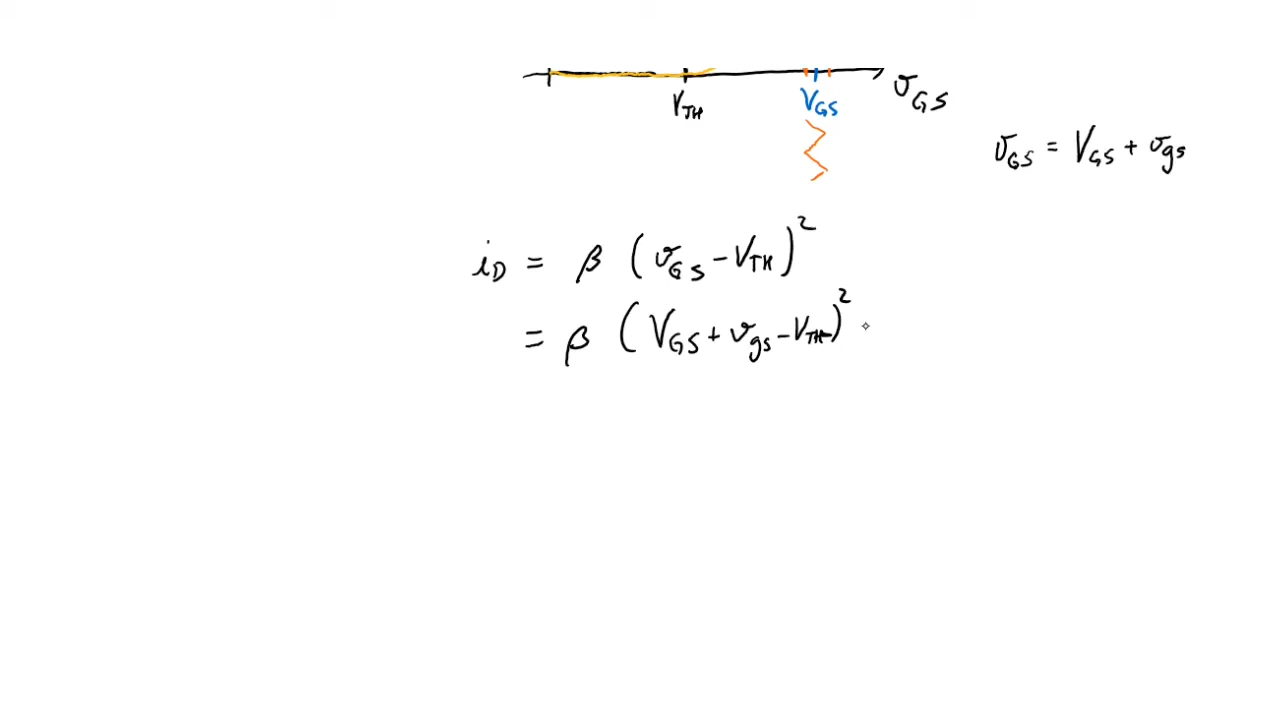 V_TH V_GS v_GS
v_GS = V_GS + v_gs
i_D = β (v_GS − V_TH)²
= β (V_GS + v_gs − V_TH)²